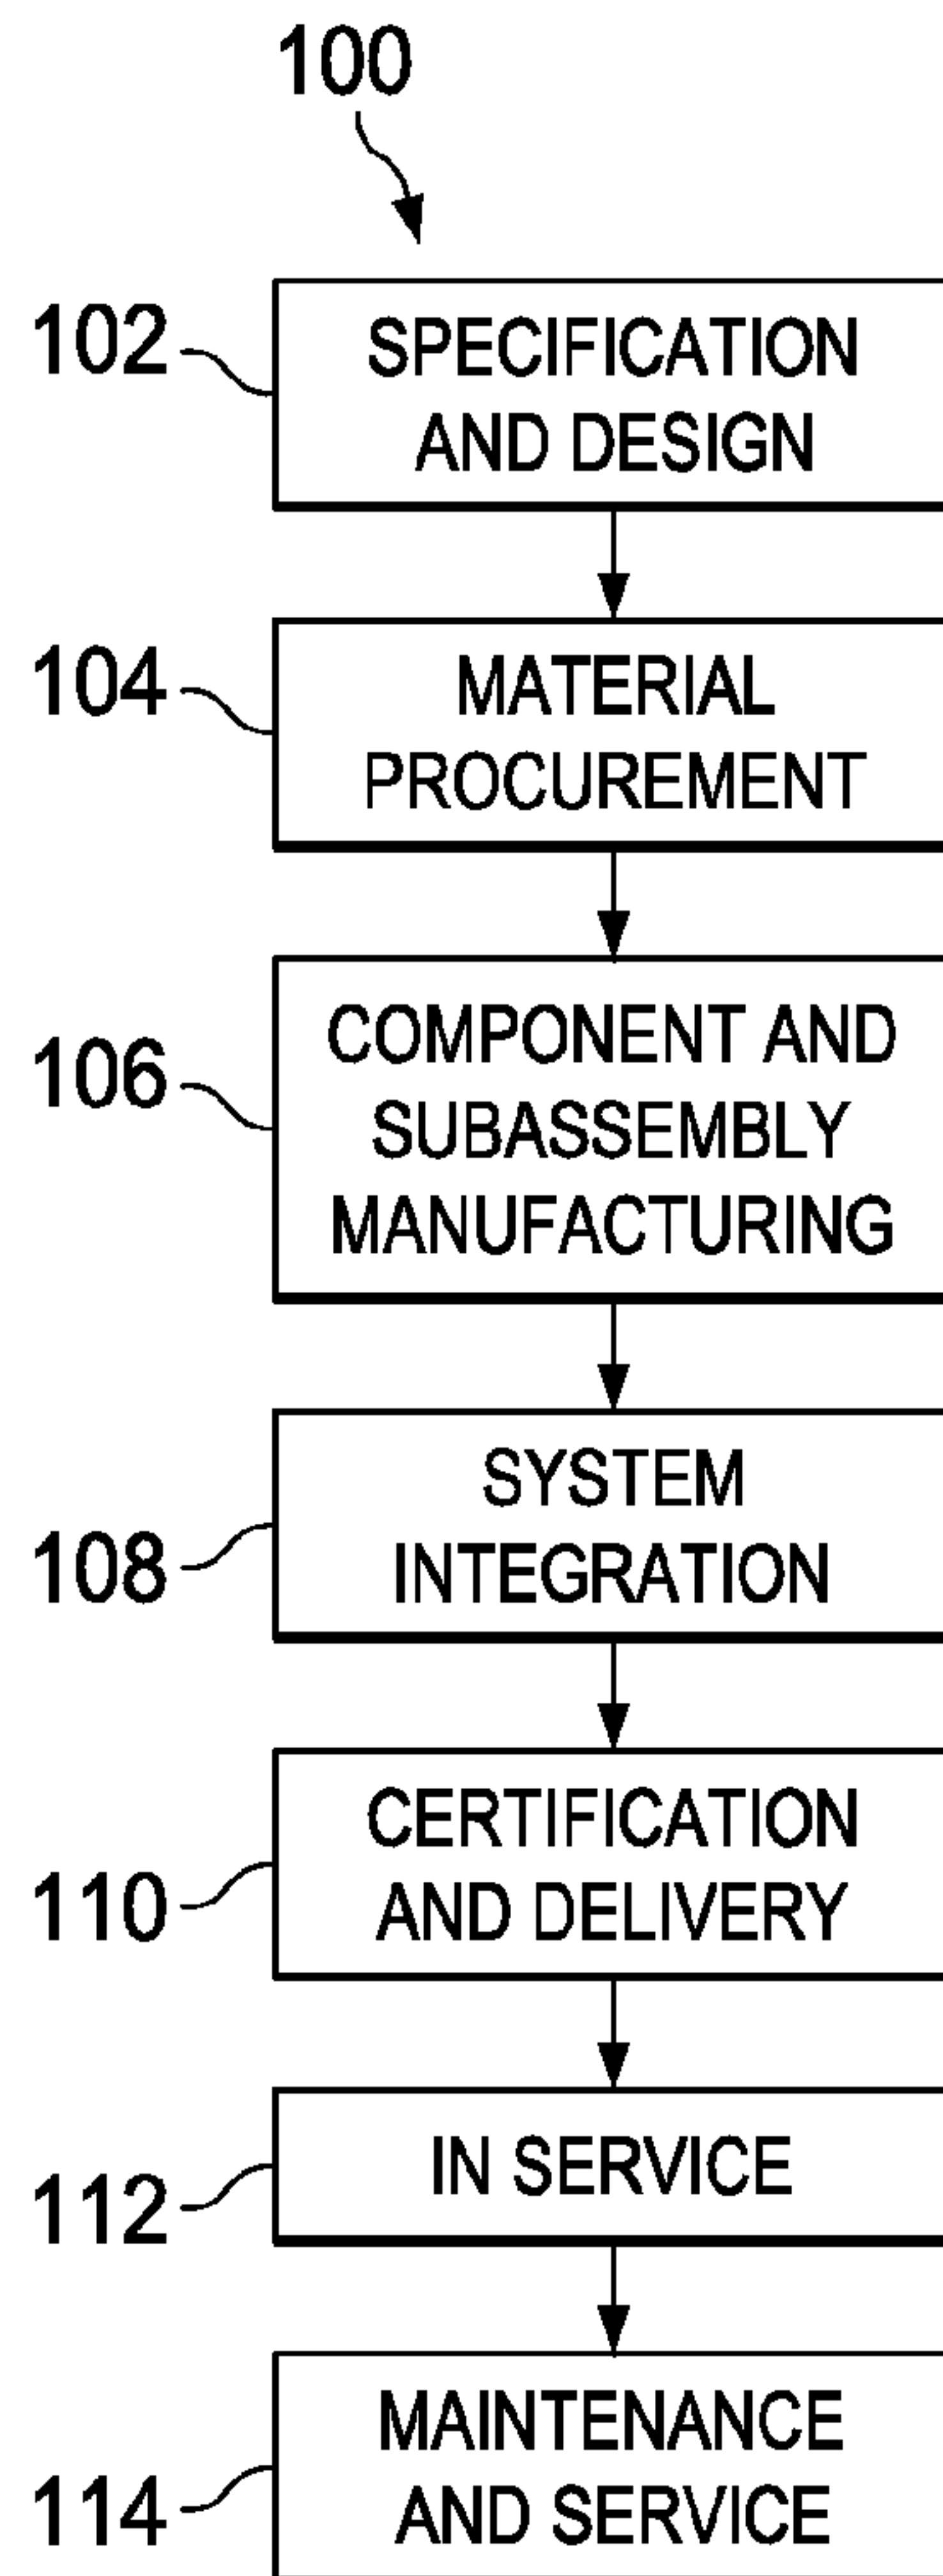 100
102
SPECIFICATION
AND DESIGN
104
MATERIAL
PROCUREMENT
106
COMPONENT AND
SUBASSEMBLY
MANUFACTURING
108
SYSTEM
INTEGRATION
110
CERTIFICATION
AND DELIVERY
112
IN SERVICE
114
MAINTENANCE
AND SERVICE